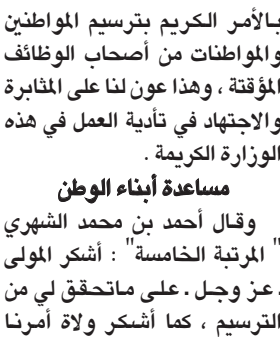 بالأمر الكريم بترسيم المواطنين
والمواطنات من أصحاب الوظائف
المؤقتة ، وهذا عون لنا على المثابرة
والاجتهاد في تأدية العمل في هذه
الوزارة الكريمة .
مساعدة أبناء الوطن
وقال أحمد بن محمد الشهري
" المرتبة الخامسة" : أشكر المولى
. عز وجل . على ماتحقق لي من
الترسيم ، كما أشكر ولاة أمرنا